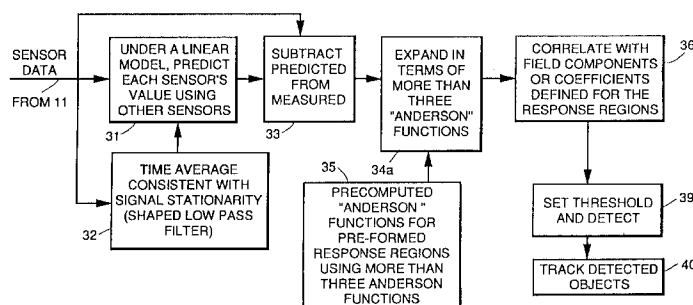 SENSOR
DATA
FROM 11
UNDER A LINEAR
MODEL, PREDICT
EACH SENSOR'S
VALUE USING
OTHER SENSORS
31
TIME AVERAGE
CONSISTENT WITH
SIGNAL STATIONARITY
(SHAPED LOW PASS
FILTER)
32
SUBTRACT
PREDICTED
FROM
MEASURED
33
EXPAND IN
TERMS OF
MORE THAN
THREE "ANDERSON"
FUNCTIONS
34a
35
PRECOMPUTED
"ANDERSON "
FUNCTIONS FOR
PRE-FORMED
RESPONSE REGIONS
USING MORE THAN
THREE ANDERSON
FUNCTIONS
CORRELATE WITH
FIELD COMPONENTS
OR COEFFICIENTS
DEFINED FOR THE
RESPONSE REGIONS
36
SET THRESHOLD
AND DETECT
39
TRACK DETECTED
OBJECTS
40